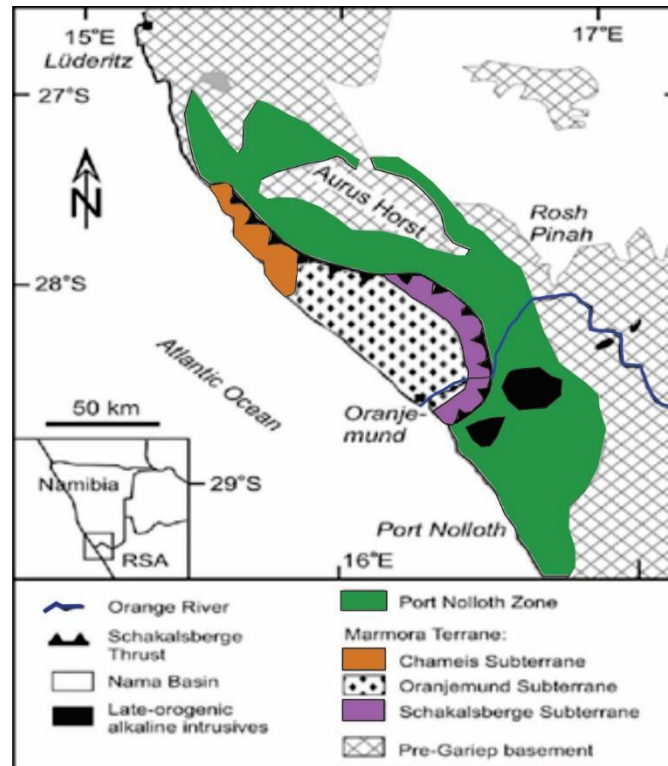 15°E
17°E
Lüderitz
27°S
N
Aurus Horst
Rosh
Pinah
28°S
Atlantic Ocean
50 km
Oranje-
mund
Namibia
29°S
RSA
Port Nolloth
16°E
Orange River
Schakalsberge
Thrust
Nama Basin
Late-orogenic
alkaline intrusives
Port Nolloth Zone
Marmora Terrane:
Chameis Subterrane
Oranjemund Subterrane
Schakalsberge Subterrane
Pre-Gariep basement